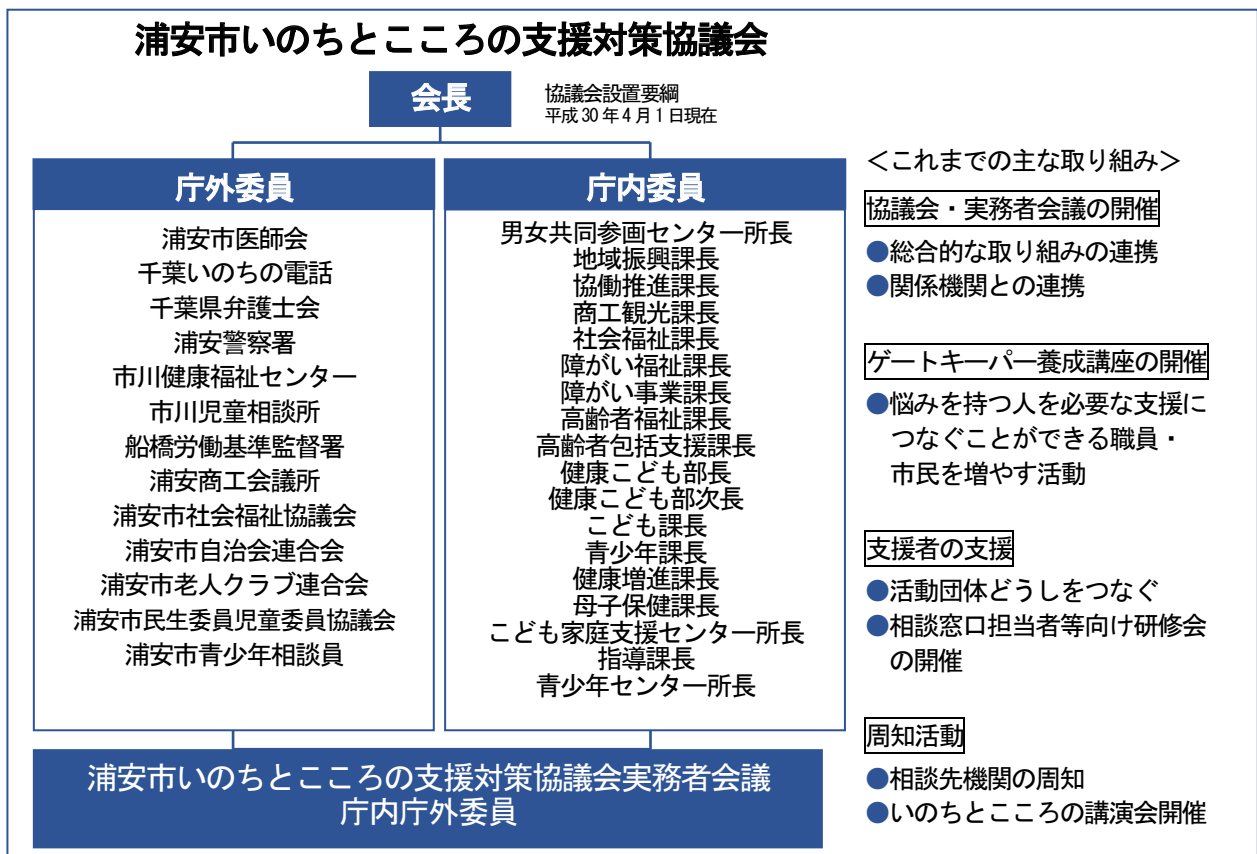 浦安市いのちとこころの支援対策協議会
会長
協議会設置要綱
平成30年4月1日現在
庁外委員
浦安市医師会
千葉いのちの電話
千葉県弁護士会
浦安警察署
市川健康福祉センター
市川児童相談所
船橋労働基準監督署
浦安商工会議所
浦安市社会福祉協議会
浦安市自治会連合会
浦安市老人クラブ連合会
浦安市民生委員児童委員協議会
浦安市青少年相談員
庁内委員
男女共同参画センター所長
地域振興課長
協働推進課長
商工観光課長
社会福祉課長
障がい福祉課長
障がい事業課長
高齢者福祉課長
高齢者包括支援課長
健康こども部長
健康こども部次長
こども課長
青少年課長
健康増進課長
母子保健課長
こども家庭支援センター所長
指導課長
青少年センター所長
浦安市いのちとこころの支援対策協議会実務者会議
庁内庁外委員
＜これまでの主な取り組み＞
協議会・実務者会議の開催
●総合的な取り組みの連携
●関係機関との連携
ゲートキーパー養成講座の開催
●悩みを持つ人を必要な支援に
つなぐことができる職員・
市民を増やす活動
支援者の支援
●活動団体どうしをつなぐ
●相談窓口担当者等向け研修会
の開催
周知活動
●相談先機関の周知
●いのちとこころの講演会開催